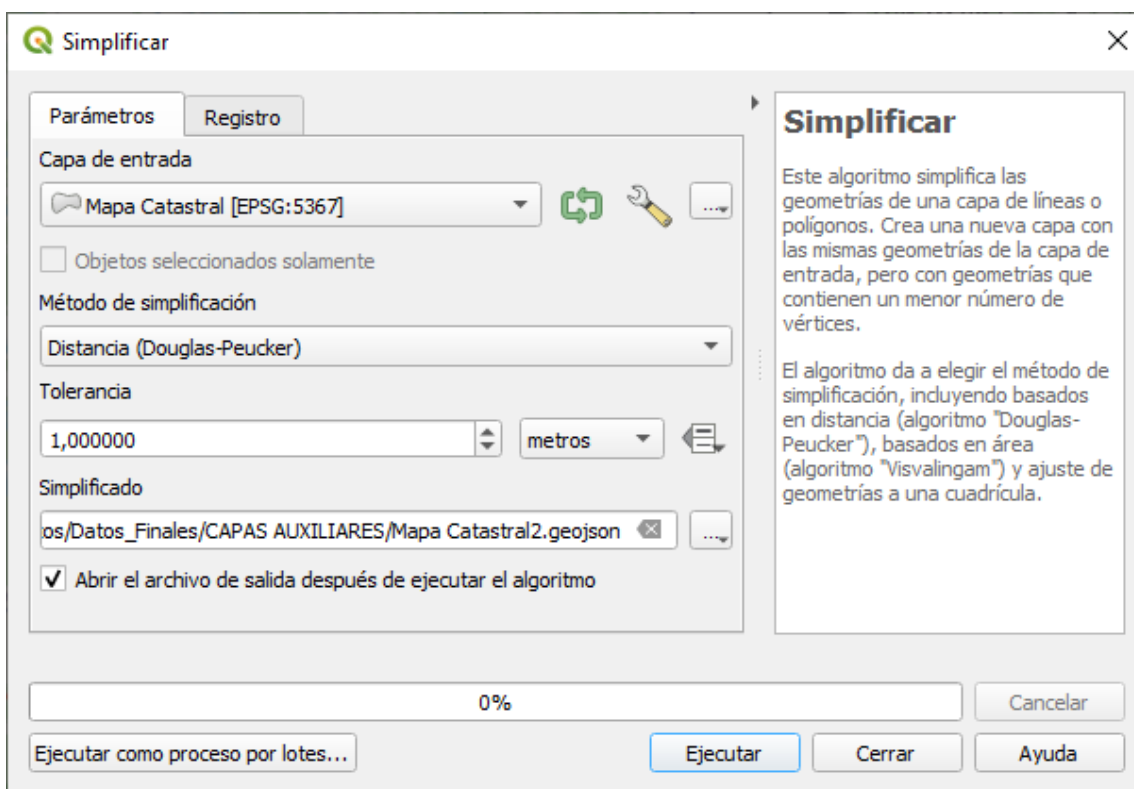 Simplificar
Parámetros
Registro
Capa de entrada
Mapa Catastral [EPSG:5367]
...
Objetos seleccionados solamente
Método de simplificación
Distancia (Douglas-Peucker)
Tolerancia
1,000000
metros
Simplificado
os/Datos_Finales/CAPAS AUXILIARES/Mapa Catastral2.geojson
...
Abrir el archivo de salida después de ejecutar el algoritmo
Simplificar
Este algoritmo simplifica las
geometrías de una capa de líneas o
polígonos. Crea una nueva capa con
las mismas geometrías de la capa de
entrada, pero con geometrías que
contienen un menor número de
vértices.
El algoritmo da a elegir el método de
simplificación, incluyendo basados
en distancia (algoritmo "Douglas-
Peucker"), basados en área
(algoritmo "Visvalingam") y ajuste de
geometrías a una cuadrícula.
0%
Cancelar
Ejecutar como proceso por lotes...
Ejecutar
Cerrar
Ayuda